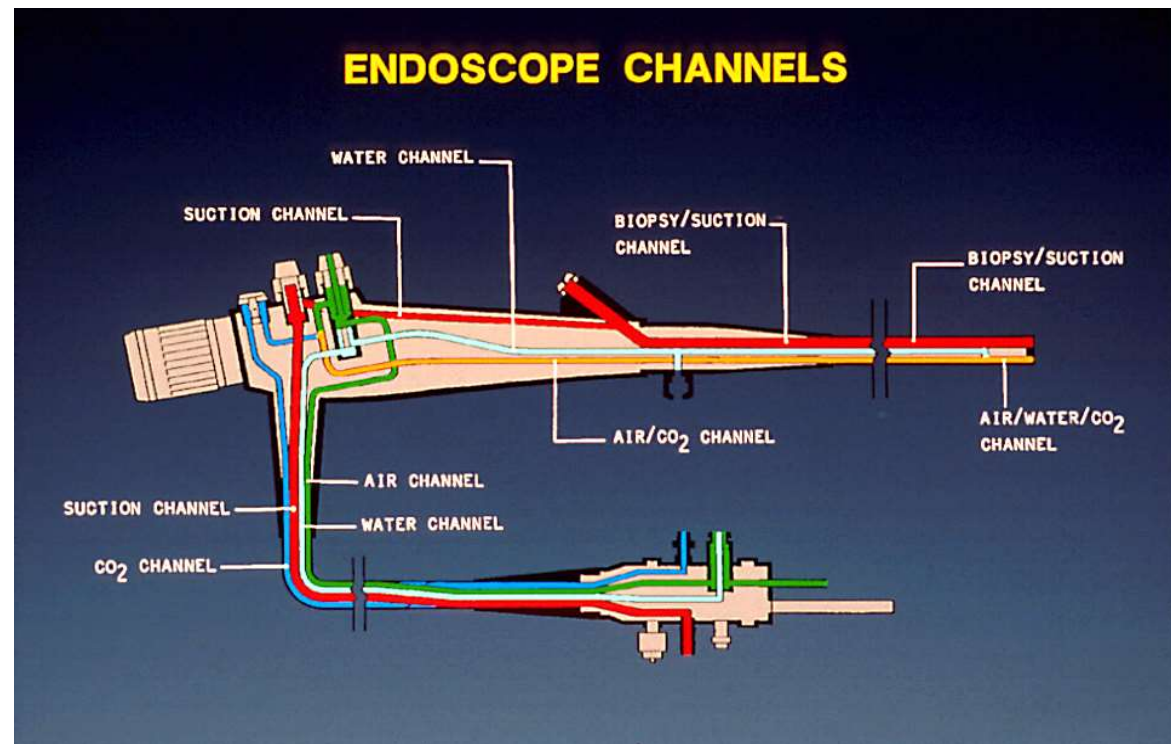 ENDOSCOPE CHANNELS
WATER CHANNEL
SUCTION CHANNEL
BIOPSY/SUCTION
CHANNEL
BIOPSY/SUCTION
CHANNEL
AIR/CO2 CHANNEL
AIR/WATER/CO2
CHANNEL
AIR CHANNEL
SUCTION CHANNEL
WATER CHANNEL
CO2 CHANNEL